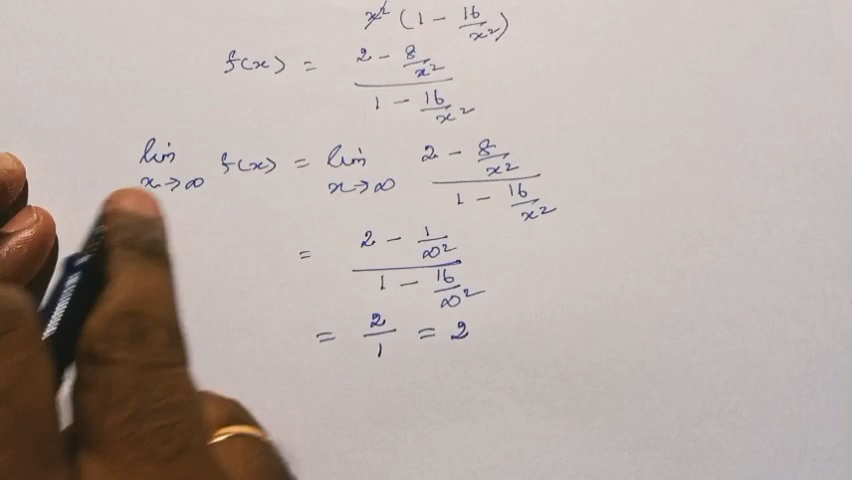 x² (1 - 16/x²)
f(x) = (2 - 8/x²)/(1 - 16/x²)
lim x→∞ f(x) = lim x→∞ (2 - 8/x²)/(1 - 16/x²)
= (2 - 1/∞²)/(1 - 16/∞²)
= 2/1 = 2